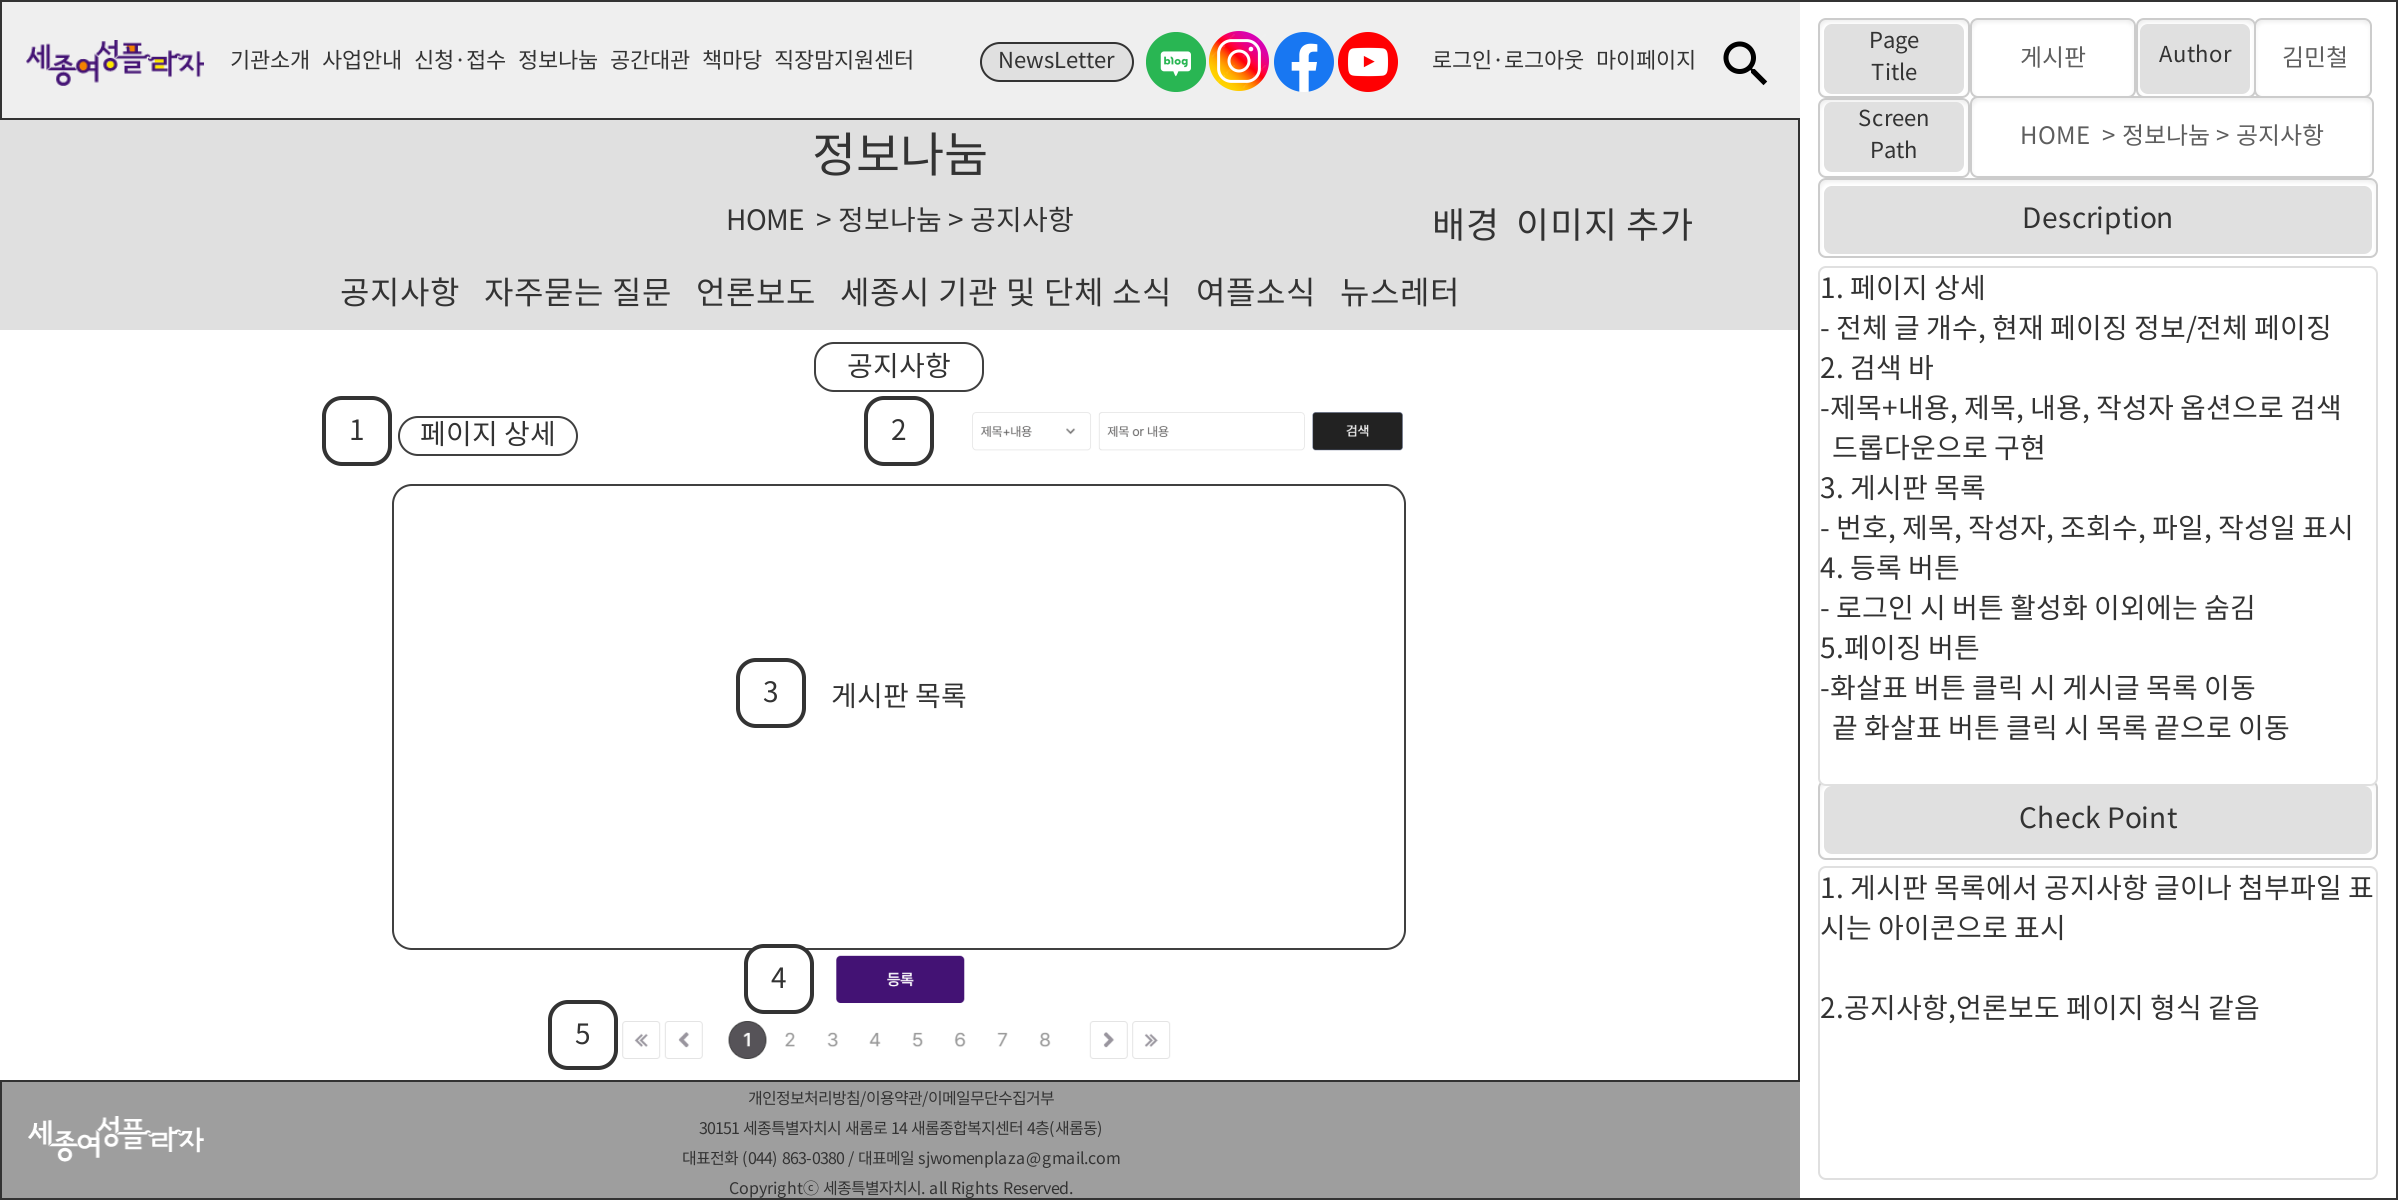 세종여성플라자
기관소개 사업안내 신청·접수 정보나눔 공간대관 책마당 직장맘지원센터
NewsLetter
blog
로그인·로그아웃 마이페이지
정보나눔
HOME > 정보나눔 > 공지사항
배경 이미지 추가
공지사항 자주묻는 질문 언론보도 세종시 기관 및 단체 소식 여플소식 뉴스레터
공지사항
1
페이지 상세
2
제목+내용
제목 or 내용
검색
3
게시판 목록
4
등록
5
« ‹ 1 2 3 4 5 6 7 8 › »
세종여성플라자
개인정보처리방침/이용약관/이메일무단수집거부
30151 세종특별자치시 새롬로 14 새롬종합복지센터 4층(새롬동)
대표전화 (044) 863-0380 / 대표메일 sjwomenplaza@gmail.com
Copyrightⓒ 세종특별자치시. all Rights Reserved.
Page
Title
게시판
Author
김민철
Screen
Path
HOME > 정보나눔 > 공지사항
Description
1. 페이지 상세
- 전체 글 개수, 현재 페이징 정보/전체 페이징
2. 검색 바
-제목+내용, 제목, 내용, 작성자 옵션으로 검색
드롭다운으로 구현
3. 게시판 목록
- 번호, 제목, 작성자, 조회수, 파일, 작성일 표시
4. 등록 버튼
- 로그인 시 버튼 활성화 이외에는 숨김
5.페이징 버튼
-화살표 버튼 클릭 시 게시글 목록 이동
끝 화살표 버튼 클릭 시 목록 끝으로 이동
Check Point
1. 게시판 목록에서 공지사항 글이나 첨부파일 표
시는 아이콘으로 표시
2.공지사항,언론보도 페이지 형식 같음